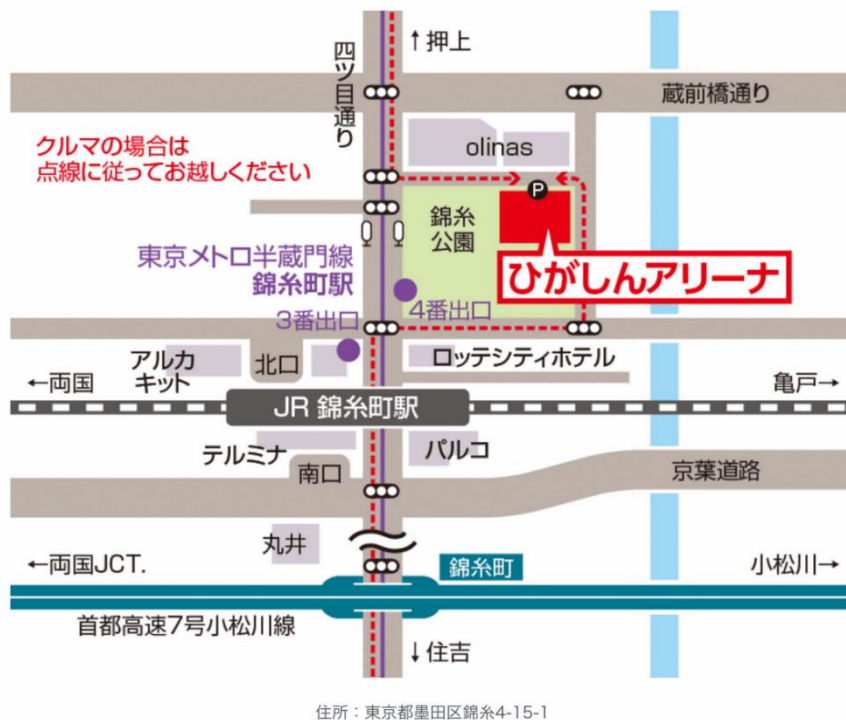 ↑押上
四ツ目通り
蔵前橋通り
olinas
クルマの場合は
点線に従ってお越しください
P
錦糸
公園
ひがしんアリーナ
東京メトロ半蔵門線
錦糸町駅
4番出口
3番出口
アルカ
キット
北口
ロッテシティホテル
←両国
亀戸→
JR 錦糸町駅
テルミナ
パルコ
南口
京葉道路
丸井
←両国JCT.
錦糸町
小松川→
首都高速7号小松川線
↓住吉
住所：東京都墨田区錦糸4-15-1